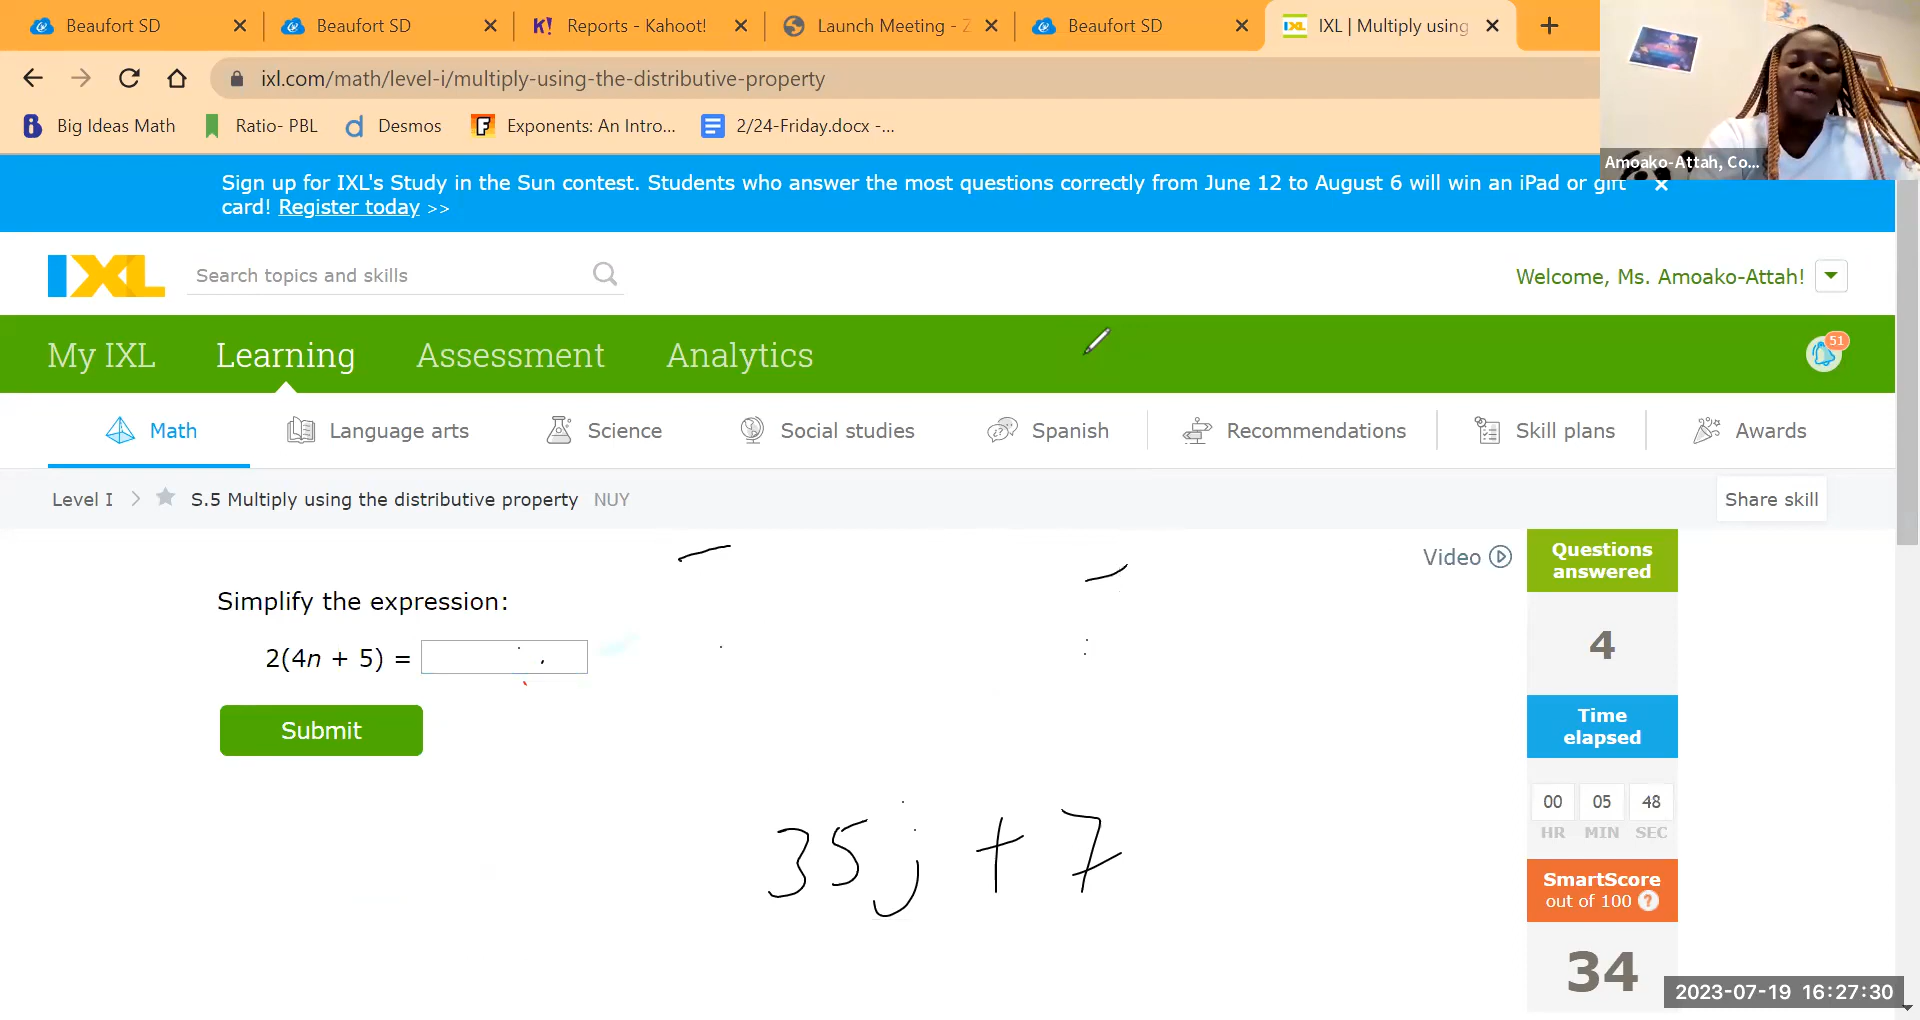 Beaufort SD
Beaufort SD
K! Reports - Kahoot!
Launch Meeting - Z
Beaufort SD
IXL | Multiply using
ixl.com/math/level-i/multiply-using-the-distributive-property
Big Ideas Math
Ratio- PBL
d Desmos
F Exponents: An Intro...
2/24-Friday.docx -...
Amoako-Attah, Co...
Sign up for IXL's Study in the Sun contest. Students who answer the most questions correctly from June 12 to August 6 will win an iPad or gift
card! Register today >>
IXL
Search topics and skills
Welcome, Ms. Amoako-Attah!
My IXL Learning Assessment Analytics
51
Math Language arts Science Social studies Spanish Recommendations Skill plans Awards
Level I > S.5 Multiply using the distributive property NUY
Share skill
Video
Questions
answered
4
Simplify the expression:
2(4n + 5) =
Submit
Time
elapsed
00 05 48
HR MIN SEC
35j + 7
SmartScore
out of 100 ?
34
2023-07-19 16:27:30